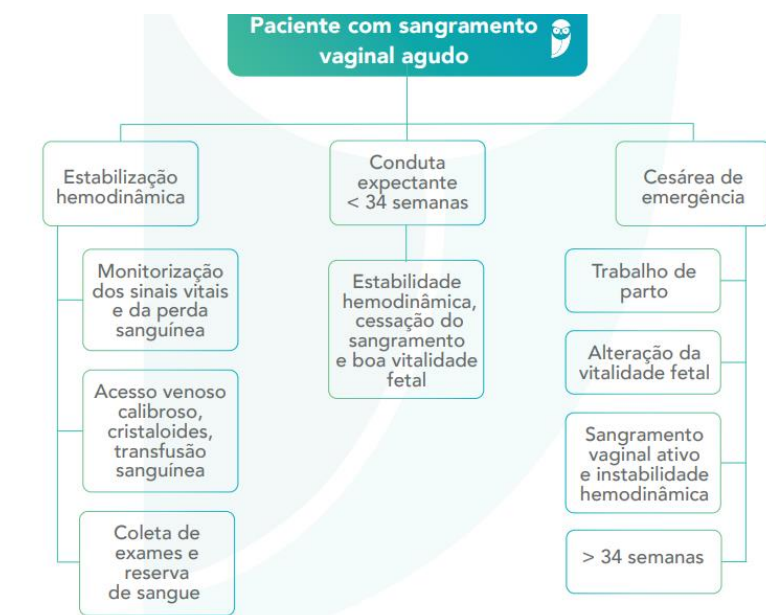 Paciente com sangramento
vaginal agudo
Estabilização
hemodinâmica
Monitorização
dos sinais vitais
e da perda
sanguínea
Acesso venoso
calibroso,
cristaloides,
transfusão
sanguínea
Coleta de
exames e
reserva
de sangue
Conduta
expectante
< 34 semanas
Estabilidade
hemodinâmica,
cessação do
sangramento
e boa vitalidade
fetal
Cesárea de
emergência
Trabalho de
parto
Alteração da
vitalidade fetal
Sangramento
vaginal ativo
e instabilidade
hemodinâmica
> 34 semanas